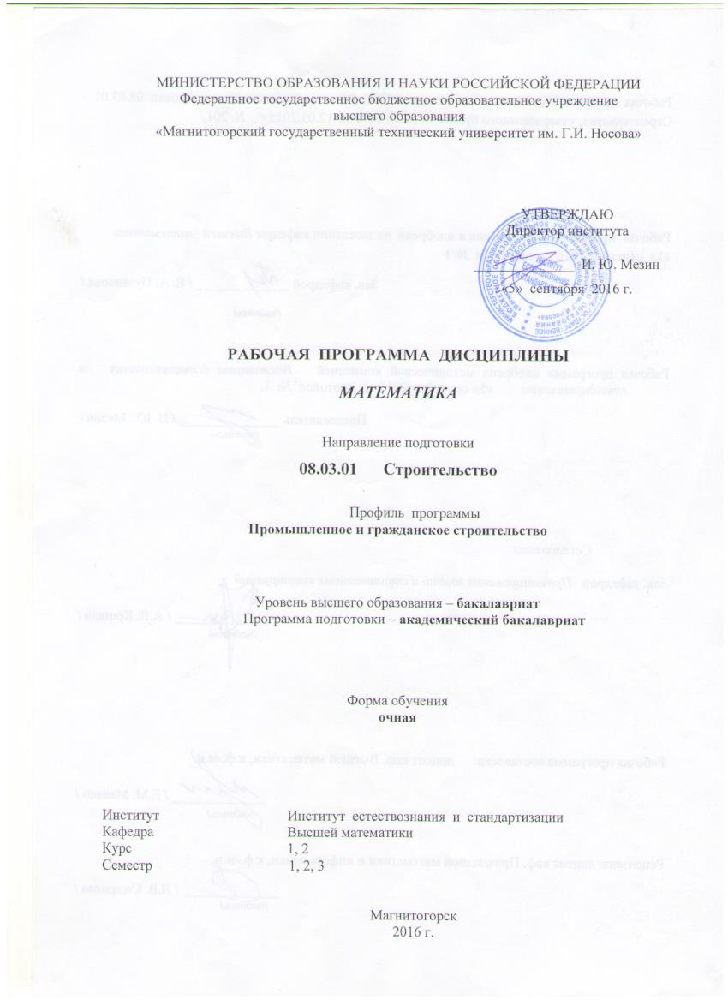 МИНИСТЕРСТВО ОБРАЗОВАНИЯ И НАУКИ РОССИЙСКОЙ ФЕДЕРАЦИИ
Федеральное государственное бюджетное образовательное учреждение
высшего образования
«Магнитогорский государственный технический университет им. Г.И. Носова»
УТВЕРЖДАЮ
Директор института
И. Ю. Мезин
«5» сентября 2016 г.
РАБОЧАЯ ПРОГРАММА ДИСЦИПЛИНЫ
МАТЕМАТИКА
Направление подготовки
08.03.01 Строительство
Профиль программы
Промышленное и гражданское строительство
Уровень высшего образования – бакалавриат
Программа подготовки – академический бакалавриат
Форма обучения
очная
Институт Институт естествознания и стандартизации
Кафедра Высшей математики
Курс 1, 2
Семестр 1, 2, 3
Магнитогорск
2016 г.